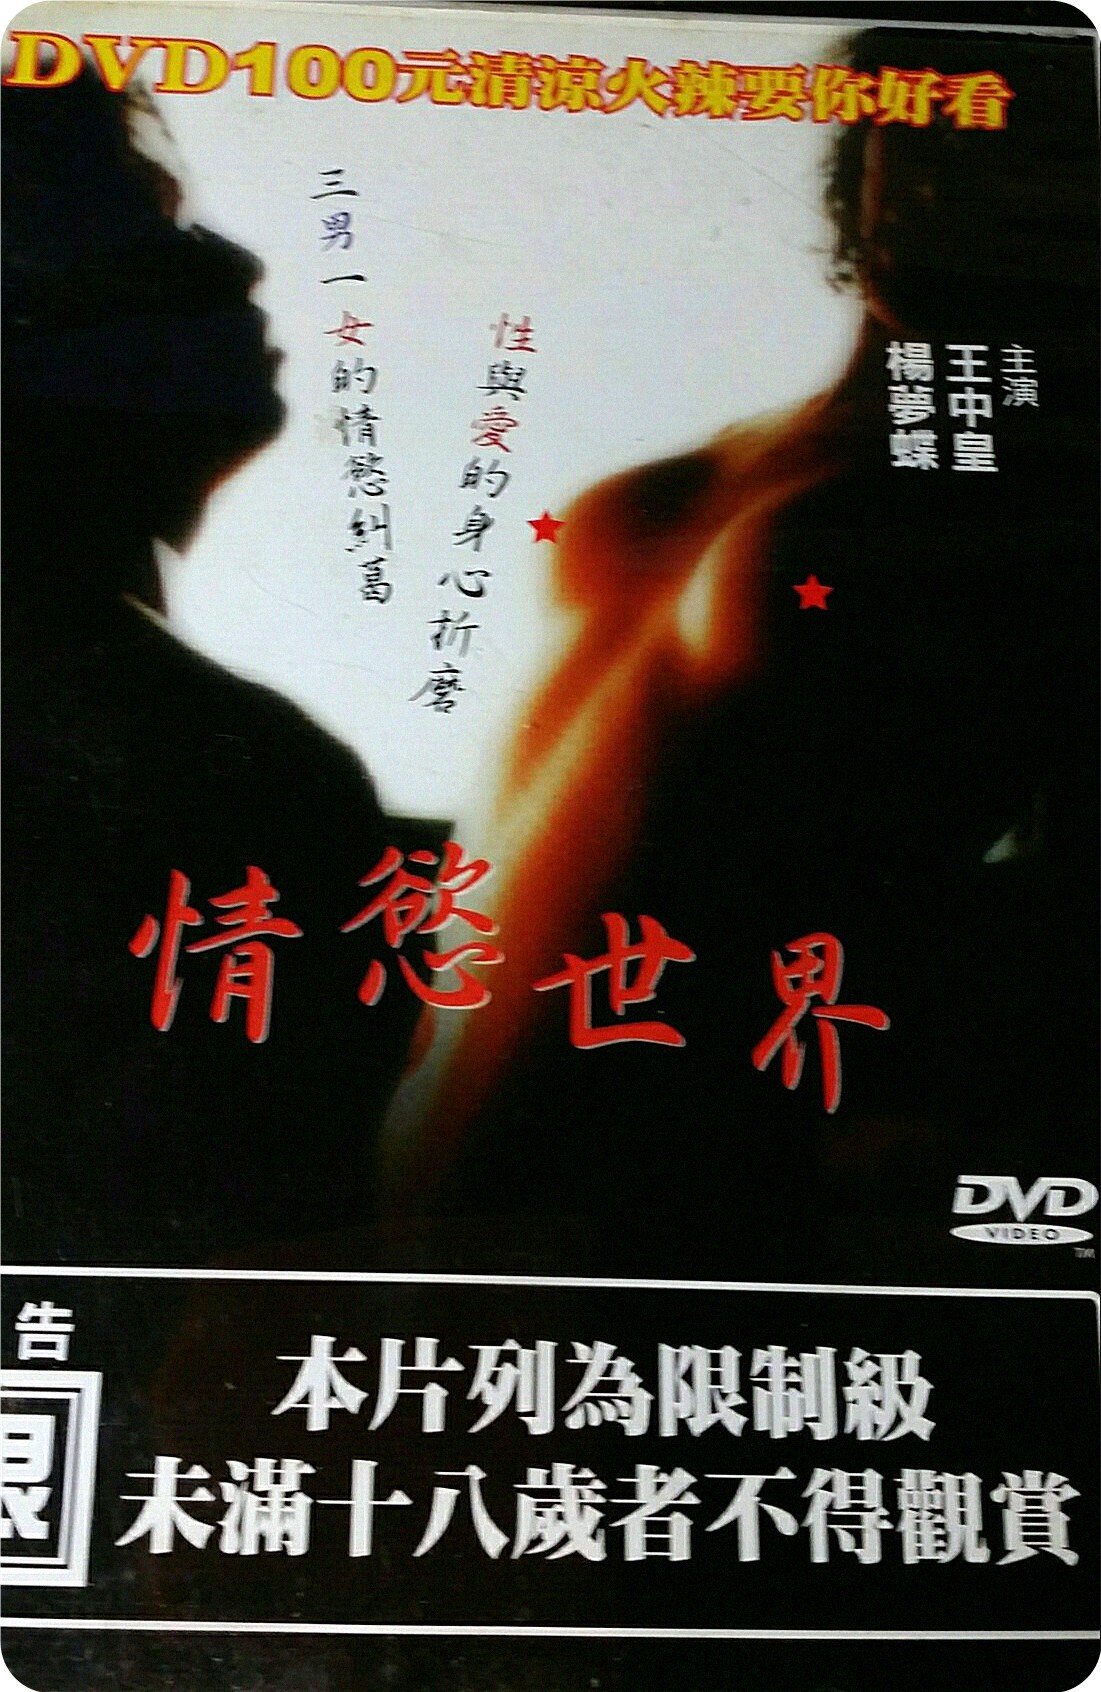 DVD100元清涼火辣要你好看
三男一女的情慾糾葛
性與愛的身心折磨
主演
王中皇
楊夢蝶
情慾世界
DVD
VIDEO
TM
告
本片列為限制級
未滿十八歲者不得觀賞